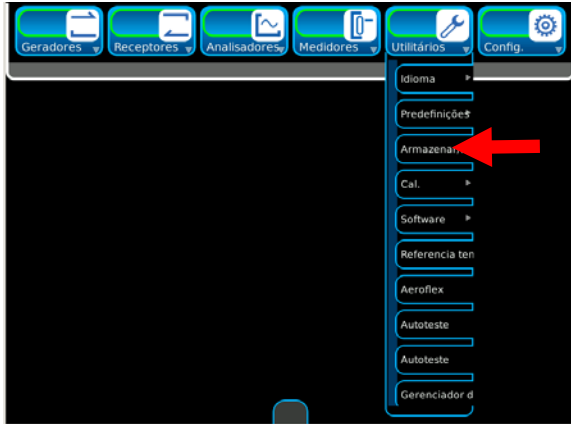 Geradores
Receptores
Analisadores
Medidores
Utilitários
Config.
Idioma
Predefinições
Armazenar
Cal.
Software
Referencia ten
Aeroflex
Autoteste
Autoteste
Gerenciador d